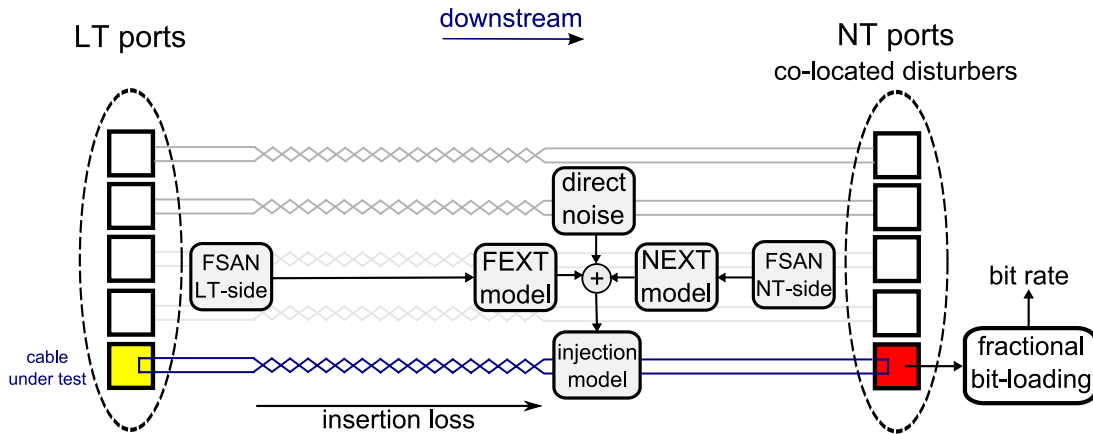 downstream
LT ports
NT ports
co-located disturbers
direct
noise
FSAN
LT-side
FEXT
model
+
NEXT
model
FSAN
NT-side
bit rate
cable
under test
injection
model
fractional
bit-loading
insertion loss